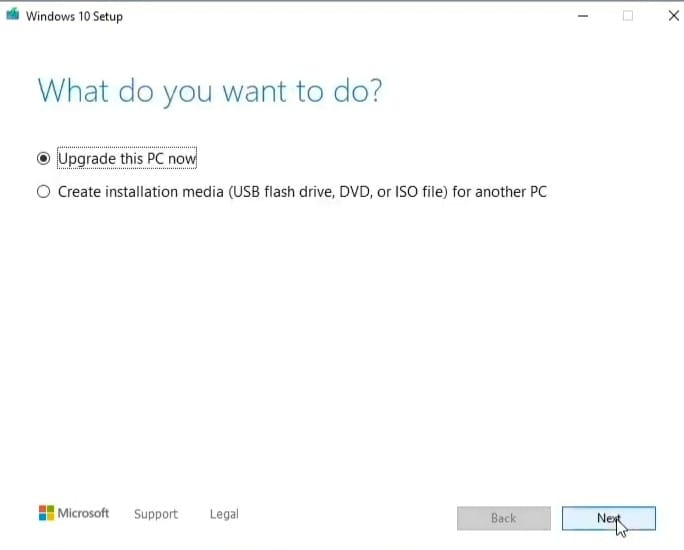 Windows 10 Setup
What do you want to do?
Upgrade this PC now
Create installation media (USB flash drive, DVD, or ISO file) for another PC
Microsoft Support Legal Back Next